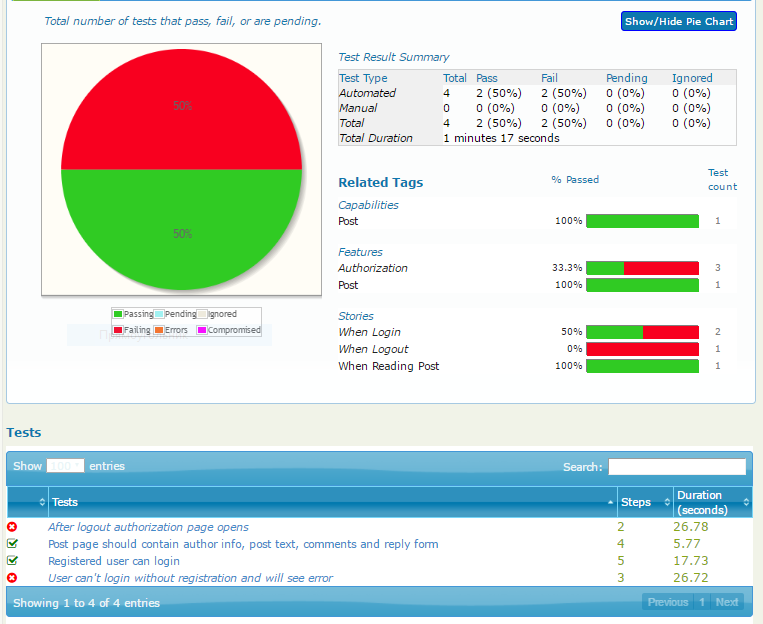 Total number of tests that pass, fail, or are pending.
Show/Hide Pie Chart
50%
50%
Passing Pending Ignored
Failing Errors Compromised
Test Result Summary
Test Type Total Pass Fail Pending Ignored
Automated 4 2 (50%) 2 (50%) 0 (0%) 0 (0%)
Manual 0 0 (0%) 0 (0%) 0 (0%) 0 (0%)
Total 4 2 (50%) 2 (50%) 0 (0%) 0 (0%)
Total Duration 1 minutes 17 seconds
Related Tags % Passed Test count
Capabilities
Post 100% 1
Features
Authorization 33.3% 3
Post 100% 1
Stories
When Login 50% 2
When Logout 0% 1
When Reading Post 100% 1
Tests
Show 100 entries Search:
Tests Steps Duration (seconds)
After logout authorization page opens 2 26.78
Post page should contain author info, post text, comments and reply form 4 5.77
Registered user can login 5 17.73
User can't login without registration and will see error 3 26.72
Showing 1 to 4 of 4 entries Previous 1 Next